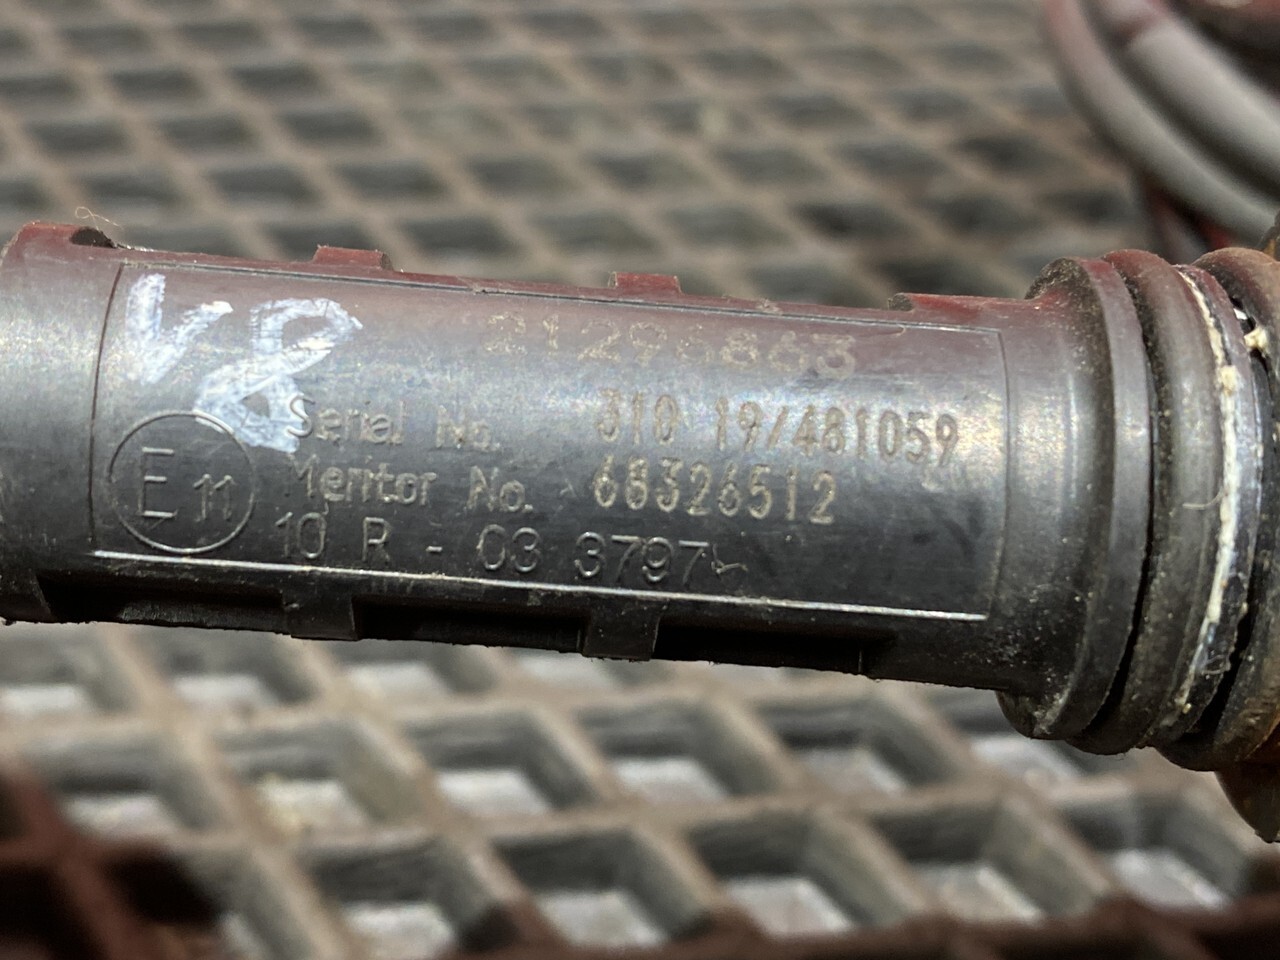 VR
21296863
Serial No. 310 19/481059
Meritor No. 68326512
E 11
10 R - 03 3797